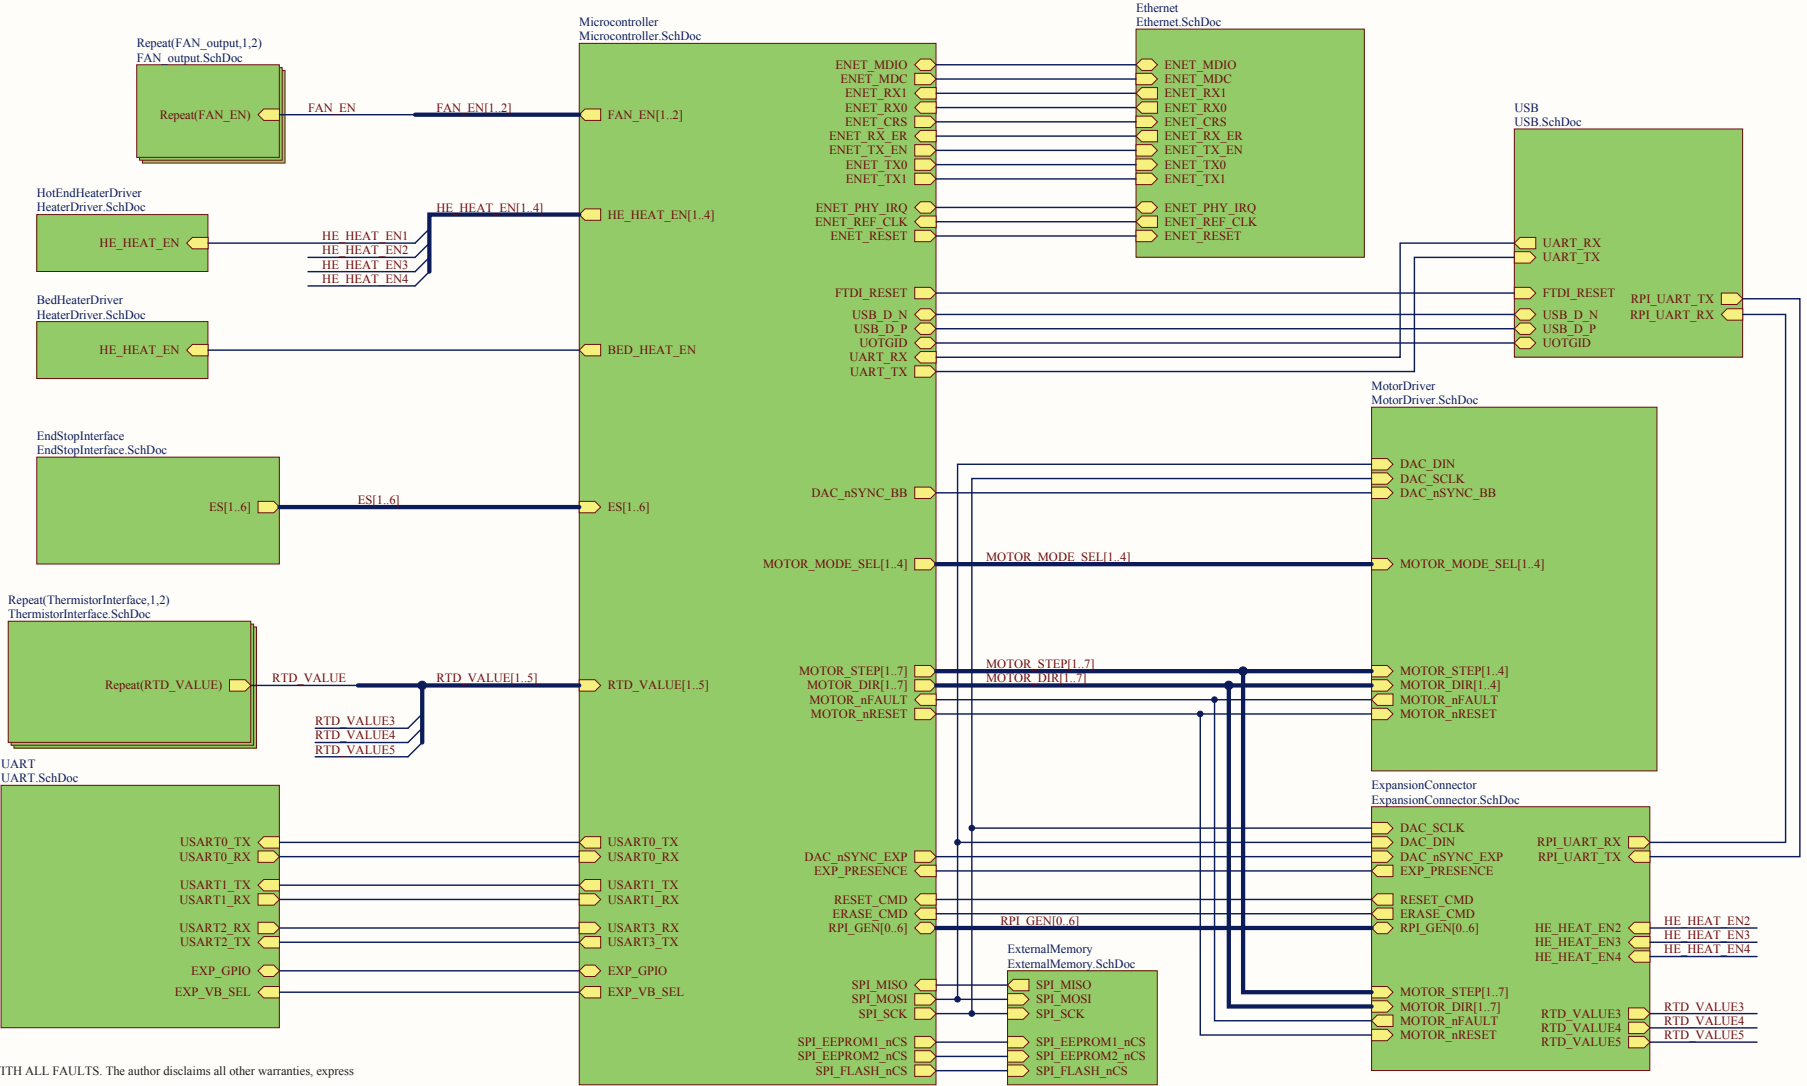 Repeat(FAN_output,1,2)
FAN_output.SchDoc
Repeat(FAN_EN)
FAN_EN
FAN_EN[1..2]
HotEndHeaterDriver
HeaterDriver.SchDoc
HE_HEAT_EN
HE_HEAT_EN[1..4]
HE_HEAT_EN1
HE_HEAT_EN2
HE_HEAT_EN3
HE_HEAT_EN4
BedHeaterDriver
HeaterDriver.SchDoc
HE_HEAT_EN
EndStopInterface
EndStopInterface.SchDoc
ES[1..6]
ES[1..6]
Repeat(ThermistorInterface,1,2)
ThermistorInterface.SchDoc
Repeat(RTD_VALUE)
RTD_VALUE
RTD_VALUE[1..5]
RTD_VALUE3
RTD_VALUE4
RTD_VALUE5
UART
UART.SchDoc
USART0_TX
USART0_RX
USART1_TX
USART1_RX
USART2_RX
USART2_TX
EXP_GPIO
EXP_VB_SEL
Microcontroller
Microcontroller.SchDoc
FAN_EN[1..2]
HE_HEAT_EN[1..4]
BED_HEAT_EN
ES[1..6]
RTD_VALUE[1..5]
USART0_TX
USART0_RX
USART1_TX
USART1_RX
USART3_RX
USART3_TX
EXP_GPIO
EXP_VB_SEL
ENET_MDIO
ENET_MDC
ENET_RX1
ENET_RX0
ENET_CRS
ENET_RX_ER
ENET_TX_EN
ENET_TX0
ENET_TX1
ENET_PHY_IRQ
ENET_REF_CLK
ENET_RESET
FTDI_RESET
USB_D_N
USB_D_P
UOTGID
UART_RX
UART_TX
DAC_nSYNC_BB
MOTOR_MODE_SEL[1..4]
MOTOR_STEP[1..7]
MOTOR_DIR[1..7]
MOTOR_nFAULT
MOTOR_nRESET
DAC_nSYNC_EXP
EXP_PRESENCE
RESET_CMD
ERASE_CMD
RPI_GEN[0..6]
SPI_MISO
SPI_MOSI
SPI_SCK
SPI_EEPROM1_nCS
SPI_EEPROM2_nCS
SPI_FLASH_nCS
MOTOR_MODE_SEL[1..4]
MOTOR_STEP[1..7]
MOTOR_DIR[1..7]
RPI_GEN[0..6]
Ethernet
Ethernet.SchDoc
ENET_MDIO
ENET_MDC
ENET_RX1
ENET_RX0
ENET_CRS
ENET_RX_ER
ENET_TX_EN
ENET_TX0
ENET_TX1
ENET_PHY_IRQ
ENET_REF_CLK
ENET_RESET
USB
USB.SchDoc
UART_RX
UART_TX
FTDI_RESET
USB_D_N
USB_D_P
UOTGID
RPI_UART_TX
RPI_UART_RX
MotorDriver
MotorDriver.SchDoc
DAC_DIN
DAC_SCLK
DAC_nSYNC_BB
MOTOR_MODE_SEL[1..4]
MOTOR_STEP[1..4]
MOTOR_DIR[1..4]
MOTOR_nFAULT
MOTOR_nRESET
ExpansionConnector
ExpansionConnector.SchDoc
DAC_SCLK
DAC_DIN
DAC_nSYNC_EXP
EXP_PRESENCE
RESET_CMD
ERASE_CMD
RPI_GEN[0..6]
MOTOR_STEP[1..7]
MOTOR_DIR[1..7]
MOTOR_nFAULT
MOTOR_nRESET
RPI_UART_RX
RPI_UART_TX
HE_HEAT_EN2
HE_HEAT_EN3
HE_HEAT_EN4
RTD_VALUE3
RTD_VALUE4
RTD_VALUE5
HE_HEAT_EN2
HE_HEAT_EN3
HE_HEAT_EN4
RTD_VALUE3
RTD_VALUE4
RTD_VALUE5
ExternalMemory
ExternalMemory.SchDoc
SPI_MISO
SPI_MOSI
SPI_SCK
SPI_EEPROM1_nCS
SPI_EEPROM2_nCS
SPI_FLASH_nCS
ITH ALL FAULTS. The author disclaims all other warranties, express